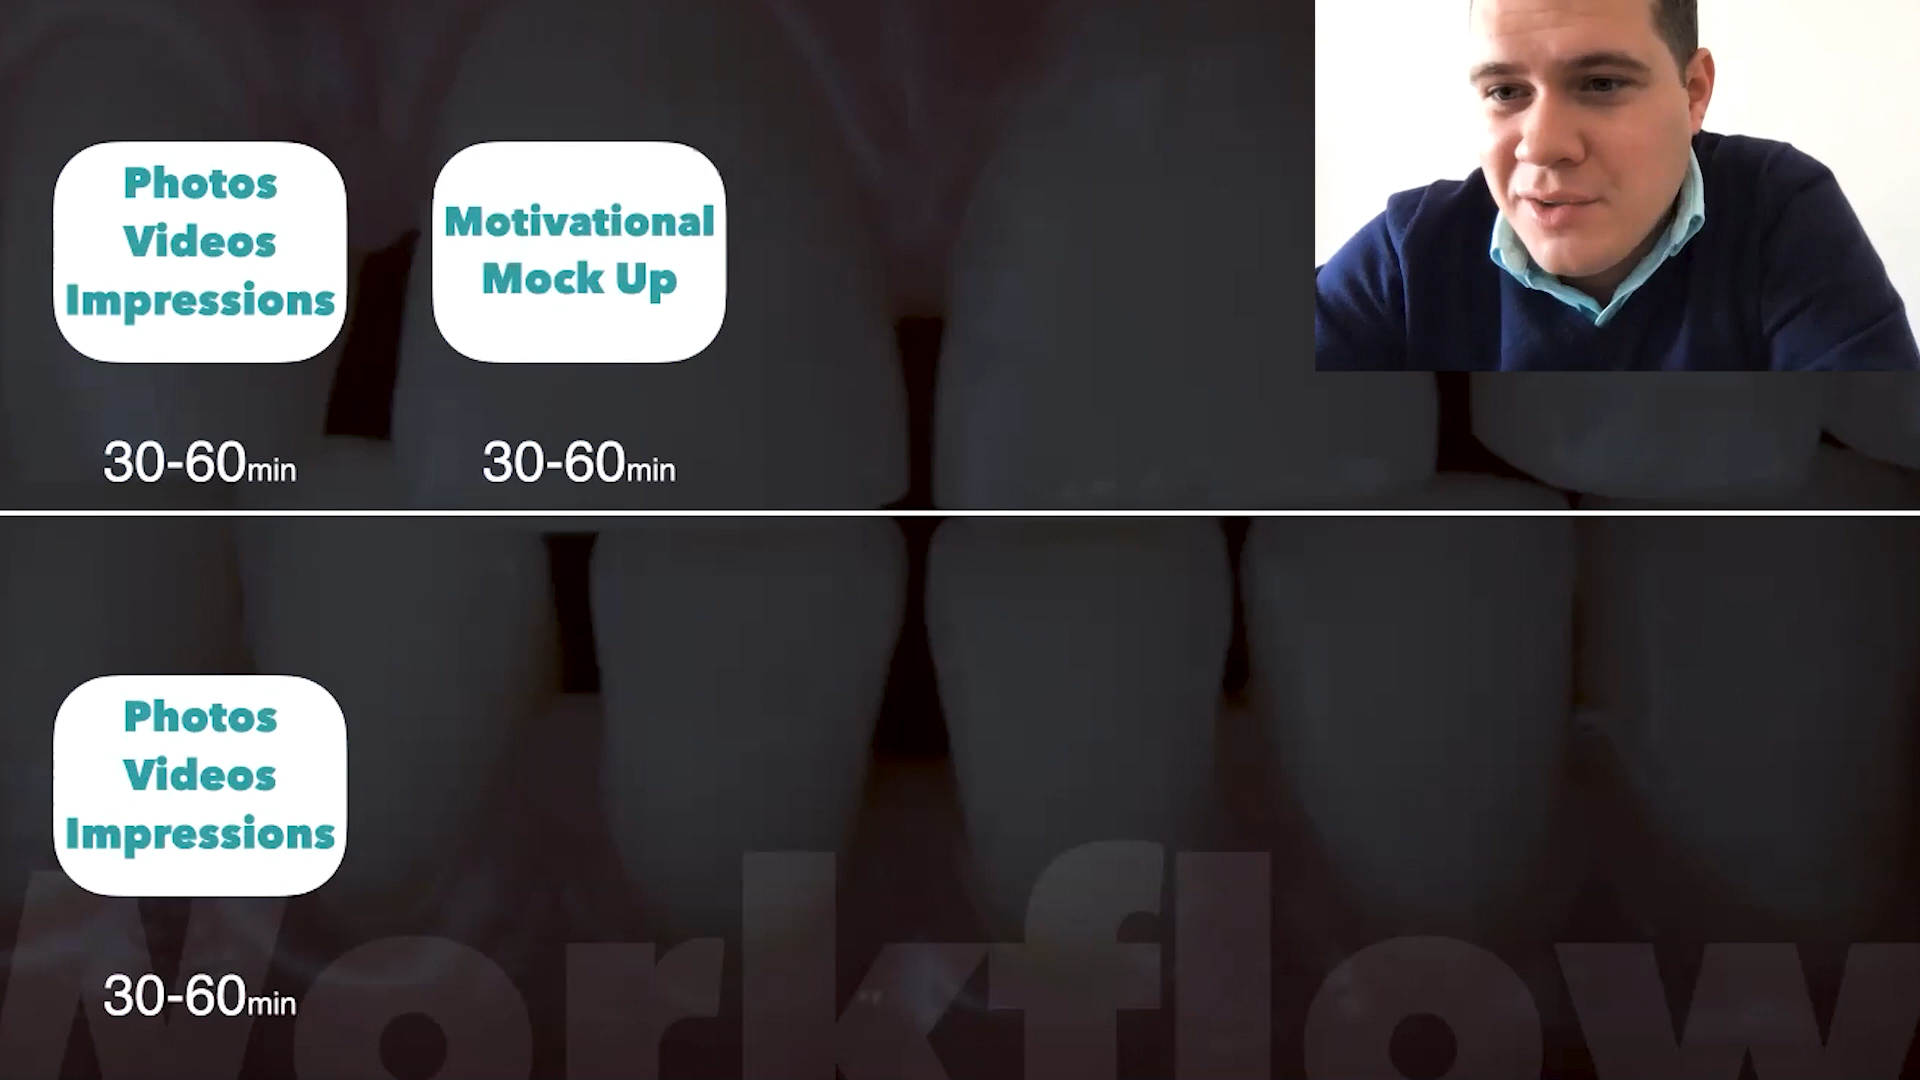 Photos
Videos
Impressions
Motivational
Mock Up
30-60min
30-60min
Photos
Videos
Impressions
30-60min
Workflow